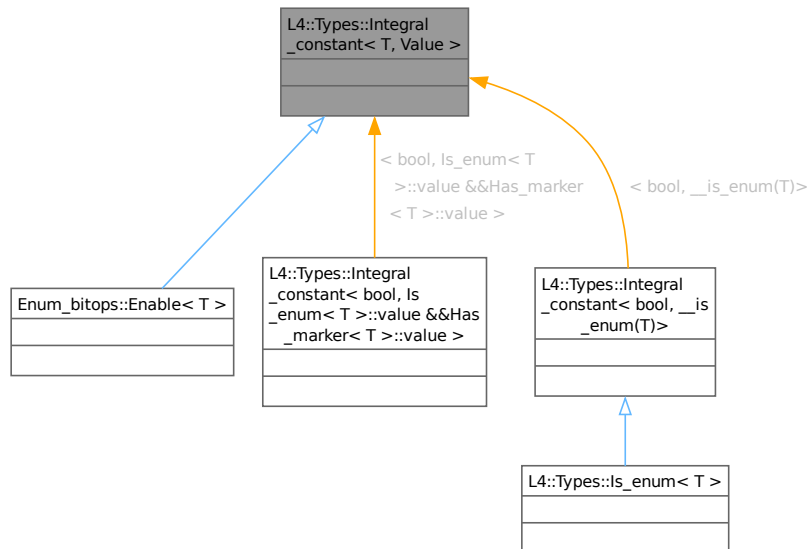 L4::Types::Integral
_constant< T, Value >
< bool, Is_enum< T
>::value &&Has_marker
< T >::value >
< bool, __is_enum(T)>
Enum_bitops::Enable< T >
L4::Types::Integral
_constant< bool, Is
_enum< T >::value &&Has
_marker< T >::value >
L4::Types::Integral
_constant< bool, __is
_enum(T)>
L4::Types::Is_enum< T >